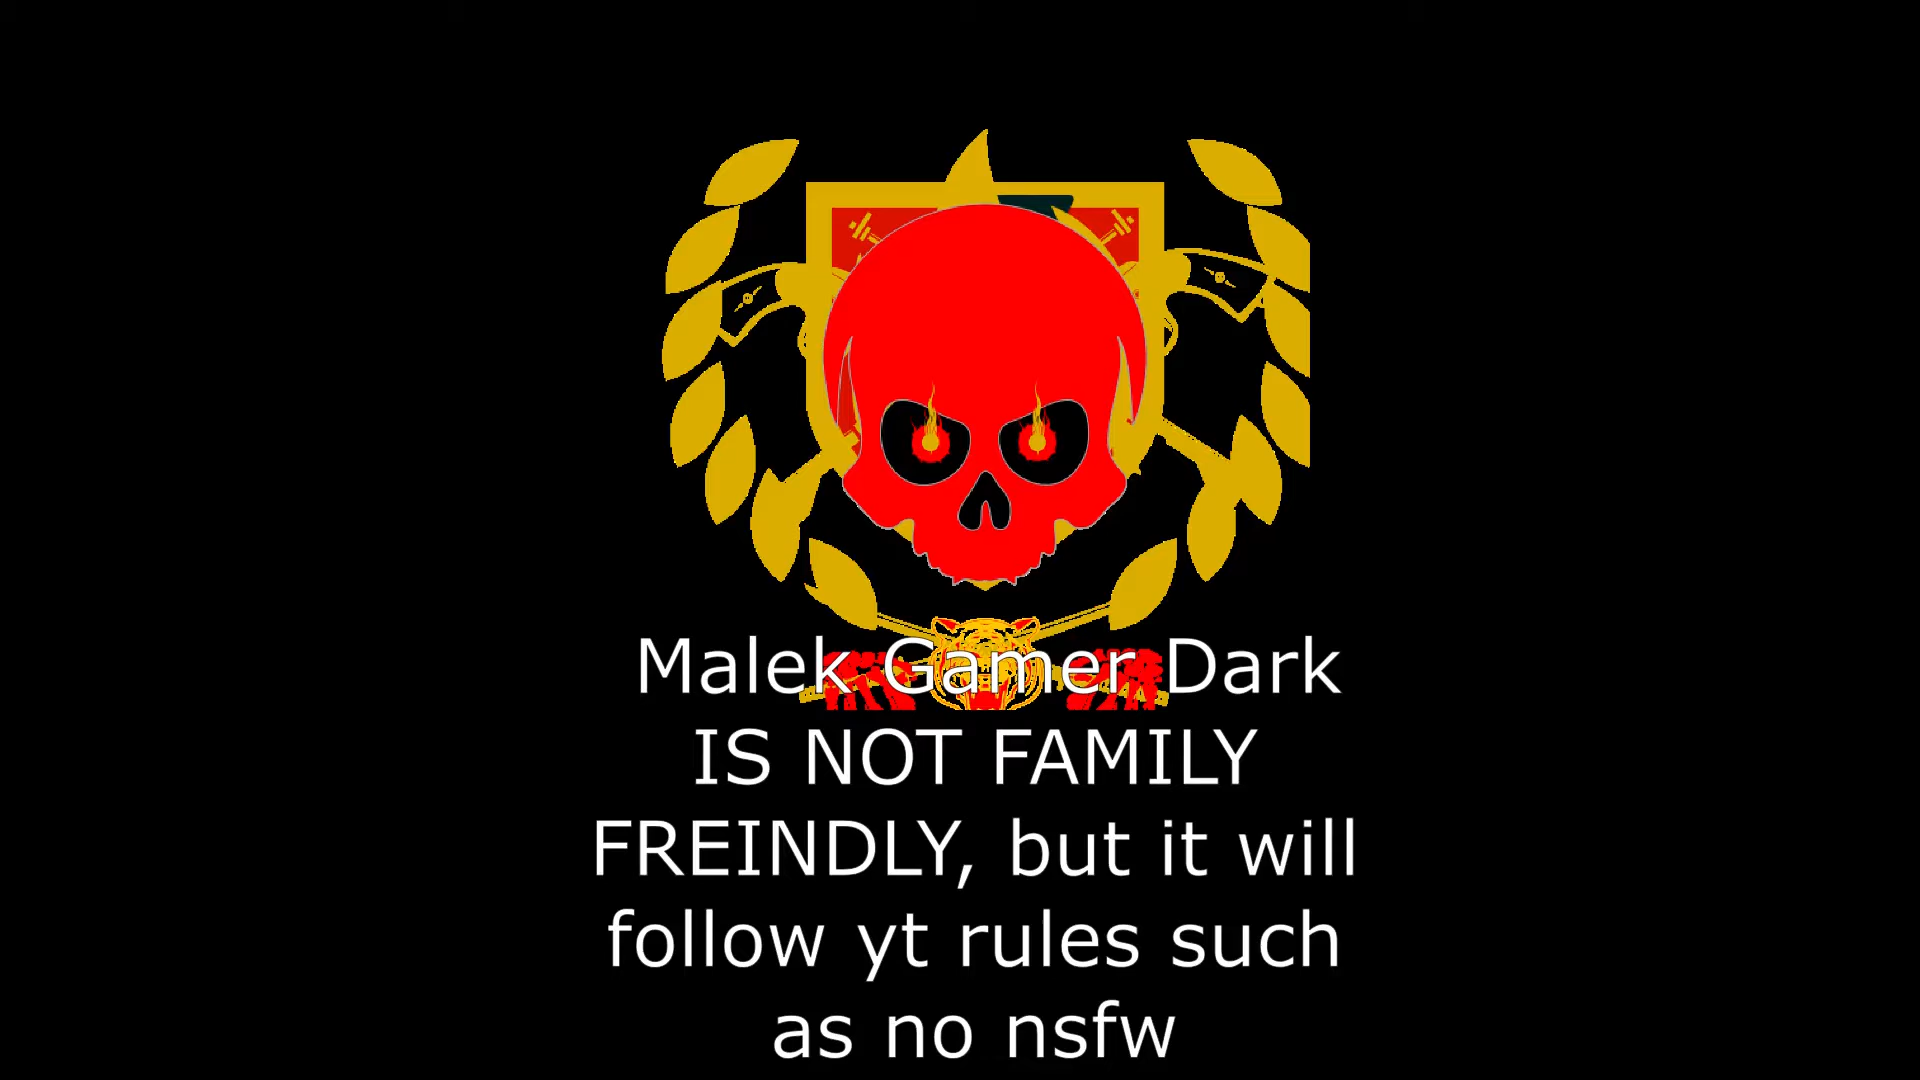 Malek Gamer Dark
IS NOT FAMILY
FREINDLY, but it will
follow yt rules such
as no nsfw